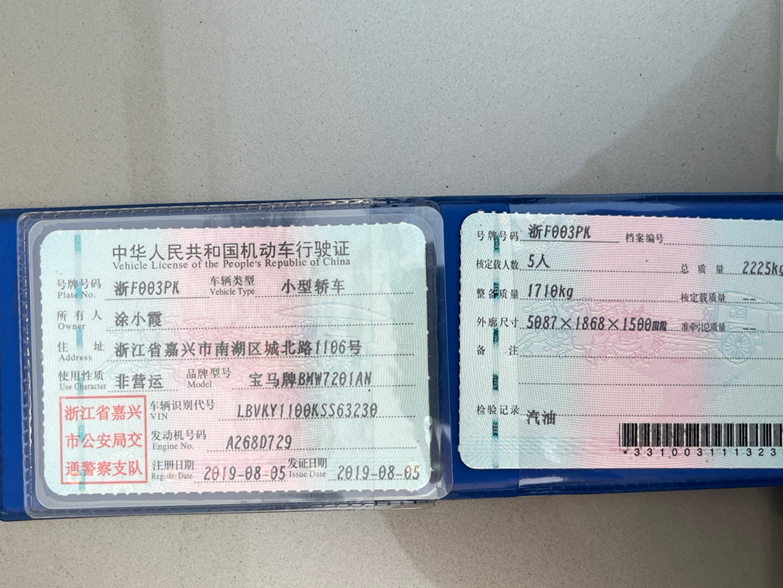 中华人民共和国机动车行驶证
Vehicle License of the People's Republic of China
号牌号码 浙F003PK 车辆类型 小型轿车
Plate No. Vehicle Type
所有人 涂小霞
Owner
住址 浙江省嘉兴市南湖区城北路1106号
Address
使用性质 非营运 品牌型号 宝马牌BMW7201AN
Use Character Model
浙江省嘉兴
市公安局交
通警察支队
车辆识别代号 LBVKY1100KSS63230
VIN
发动机号码 A268D729
Engine No.
注册日期 2019-08-05 发证日期 2019-08-05
Register Date Issue Date
号牌号码 浙F003PK 档案编号
核定载人数 5人 总质量 2225kg
整备质量 1710kg 核定载质量 --
外廓尺寸 5087×1868×1500mm 准牵引总质量 --
备注
检验记录 汽油
*331003111323